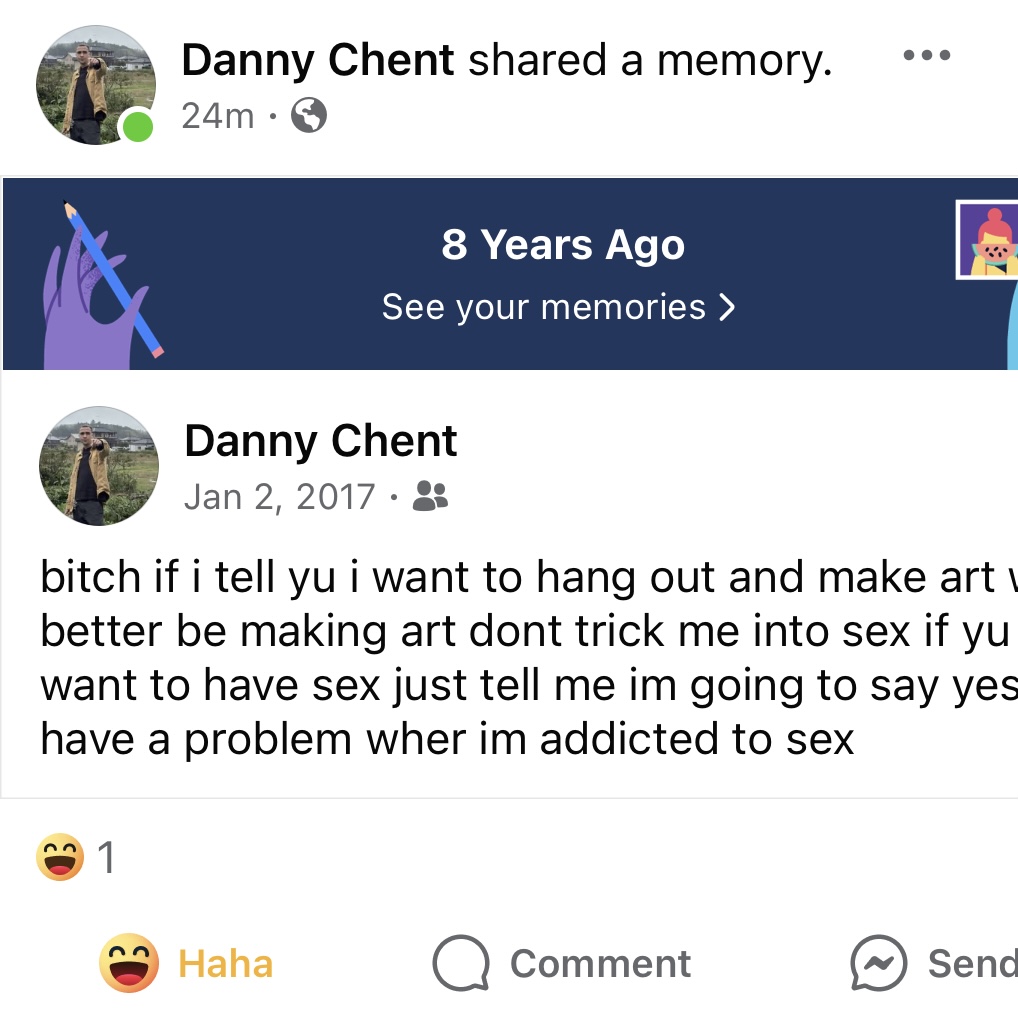 Danny Chent shared a memory.
24m ·
8 Years Ago
See your memories
Danny Chent
Jan 2, 2017 ·
bitch if i tell yu i want to hang out and make art
better be making art dont trick me into sex if yu
want to have sex just tell me im going to say yes
have a problem wher im addicted to sex
1
Haha
Comment
Send